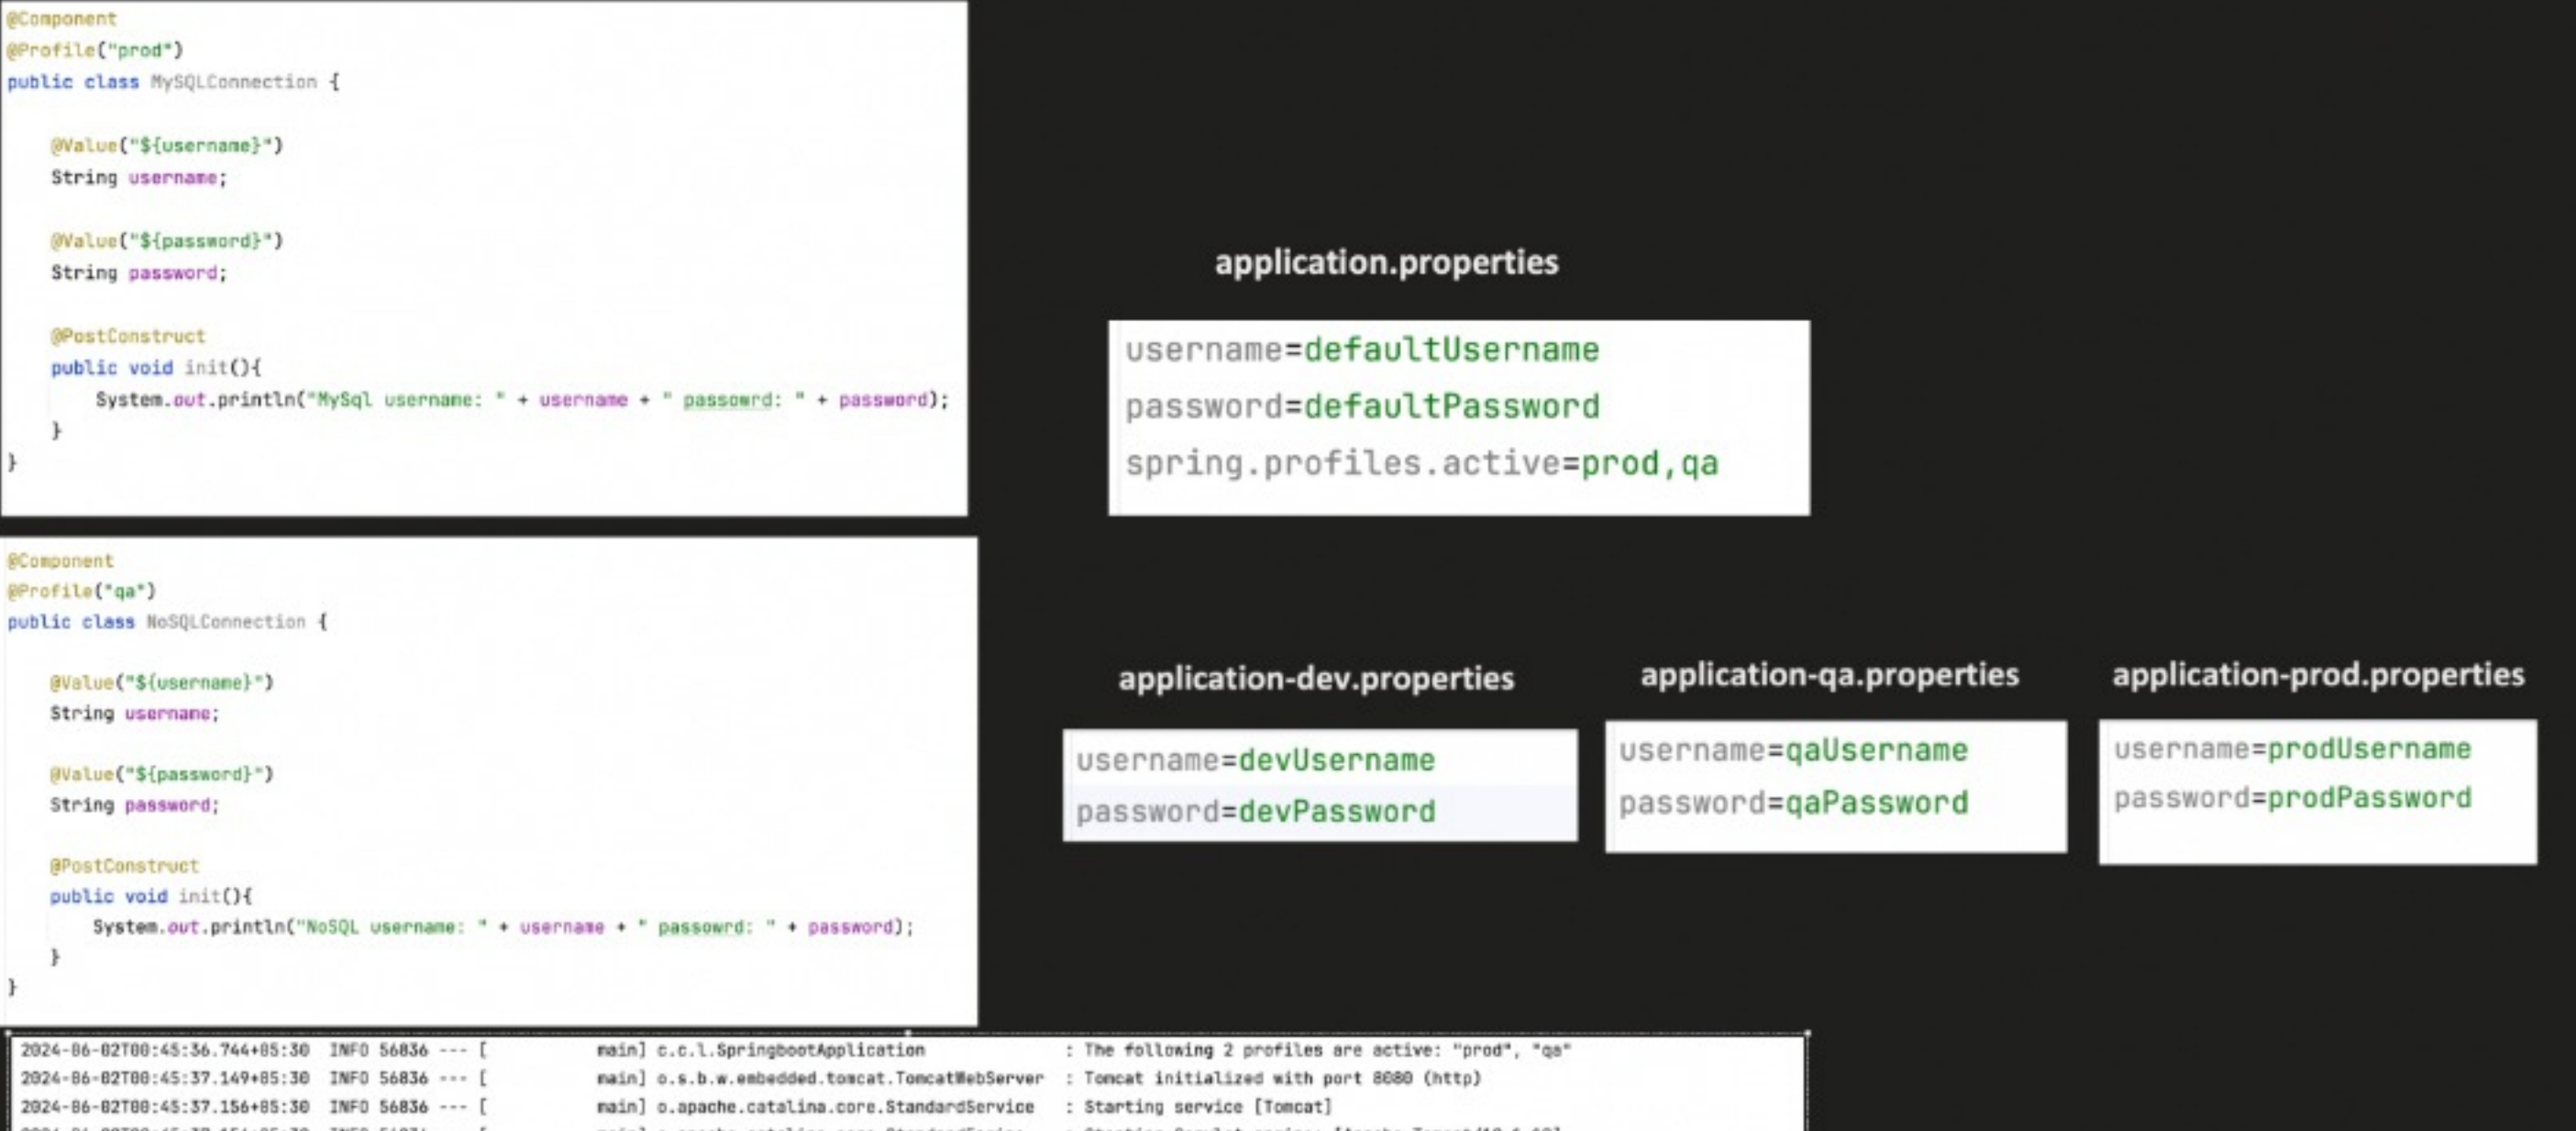 @Component
@Profile("prod")
public class MySQLConnection {
@Value("${username}")
String username;
@Value("${password}")
String password;
@PostConstruct
public void init(){
System.out.println("MySql username: " + username + " passowrd: " + password);
}
}
application.properties
username=defaultUsername
password=defaultPassword
spring.profiles.active=prod,qa
@Component
@Profile("qa")
public class NoSQLConnection {
@Value("${username}")
String username;
@Value("${password}")
String password;
@PostConstruct
public void init(){
System.out.println("NoSQL username: " + username + " passowrd: " + password);
}
}
application-dev.properties
username=devUsername
password=devPassword
application-qa.properties
username=qaUsername
password=qaPassword
application-prod.properties
username=prodUsername
password=prodPassword
2024-06-02T00:45:36.744+05:30 INFO 56836 --- [ main] c.c.l.SpringbootApplication : The following 2 profiles are active: "prod", "qa"
2024-06-02T00:45:37.149+05:30 INFO 56836 --- [ main] o.s.b.w.embedded.tomcat.TomcatWebServer : Tomcat initialized with port 8080 (http)
2024-06-02T00:45:37.156+05:30 INFO 56836 --- [ main] o.apache.catalina.core.StandardService : Starting service [Tomcat]